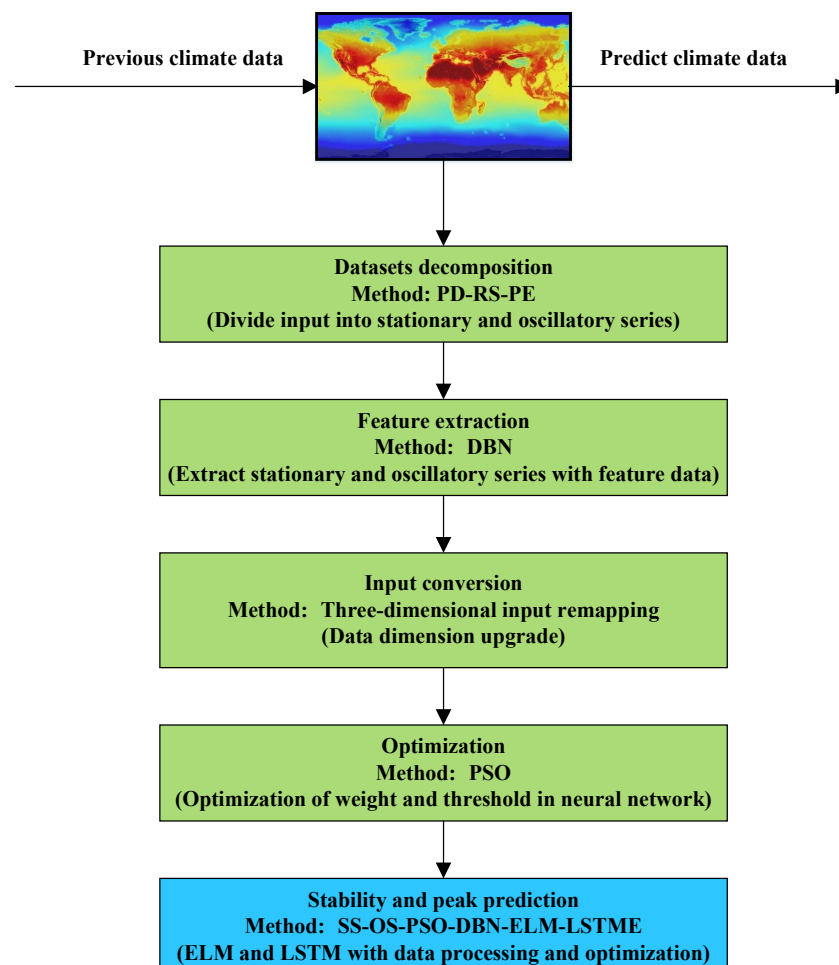 Previous climate data
Predict climate data
Datasets decomposition
Method: PD-RS-PE
(Divide input into stationary and oscillatory series)
Feature extraction
Method: DBN
(Extract stationary and oscillatory series with feature data)
Input conversion
Method: Three-dimensional input remapping
(Data dimension upgrade)
Optimization
Method: PSO
(Optimization of weight and threshold in neural network)
Stability and peak prediction
Method: SS-OS-PSO-DBN-ELM-LSTME
(ELM and LSTM with data processing and optimization)